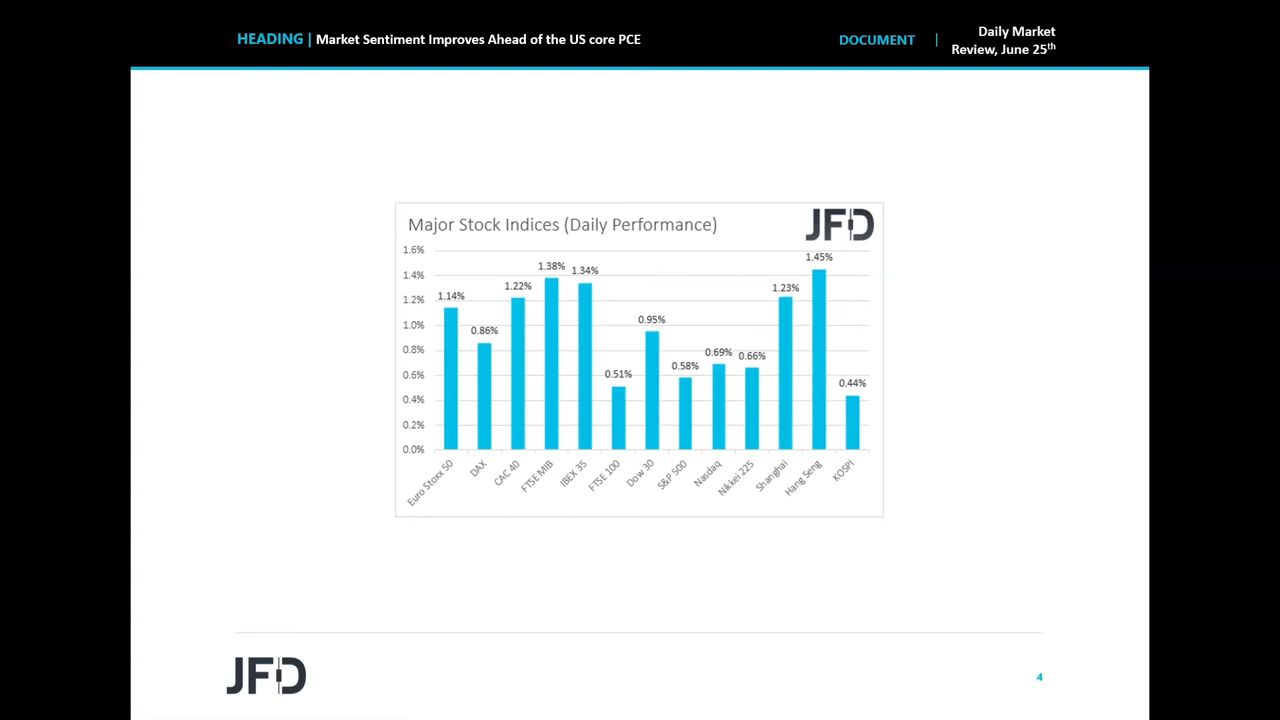 HEADING | Market Sentiment Improves Ahead of the US core PCE
DOCUMENT |
Daily Market
Review, June 25th
Major Stock Indices (Daily Performance)
JFD
1.6%
1.4%
1.2%
1.0%
0.8%
0.6%
0.4%
0.2%
0.0%
1.14%
0.86%
1.22%
1.38%
1.34%
0.51%
0.95%
0.58%
0.69%
0.66%
1.23%
1.45%
0.44%
Euro Stoxx 50
DAX
CAC 40
FTSE MIB
IBEX 35
FTSE 100
Dow 30
S&P 500
Nasdaq
Nikkei 225
Shanghai
Hang Seng
KOSPI
JFD
4